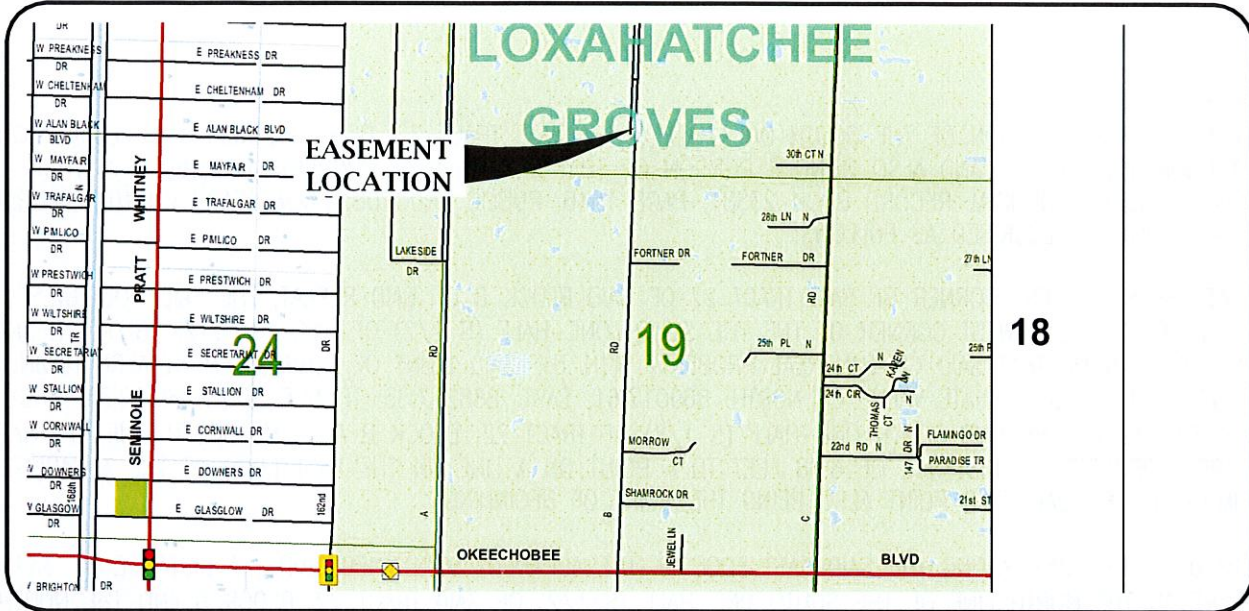 DR
W PREAKNESS
DR
W CHELTENHAM
DR
W ALAN BLACK
BLVD
W MAYFAIR
DR
N
W TRAFALGAR
DR
W PIMLICO
DR
W PRESTWICH
DR
W WILTSHIRE
DR
TR
W SECRETARIAT
DR
W STALLION
DR
W CORNWALL
DR
W DOWNERS
DR
168th
W GLASGOW
DR
BRIGHTON DR
SEMINOLE PRATT WHITNEY
E PREAKNESS DR
E CHELTENHAM DR
E ALAN BLACK BLVD
E MAYFAIR DR
E TRAFALGAR DR
E PIMLICO DR
E PRESTWICH DR
E WILTSHIRE DR
E SECRETARIAT DR
24
E STALLION DR
E CORNWALL DR
E DOWNERS DR
E GLASGLOW DR
162nd
DR
LOXAHATCHEE
GROVES
EASEMENT
LOCATION
LAKESIDE
DR
A
RD
B
RD
C
RD
30th CT N
28th LN N
FORTNER DR
FORTNER DR
27th LN
19
25th PL N
24th CT N
KAREN
LN
24th CIR
N
THOMAS
CT
MORROW
CT
22nd RD N
147 DR N
FLAMINGO DR
PARADISE TR
SHAMROCK DR
21st ST
JEWEL LN
OKEECHOBEE
BLVD
18